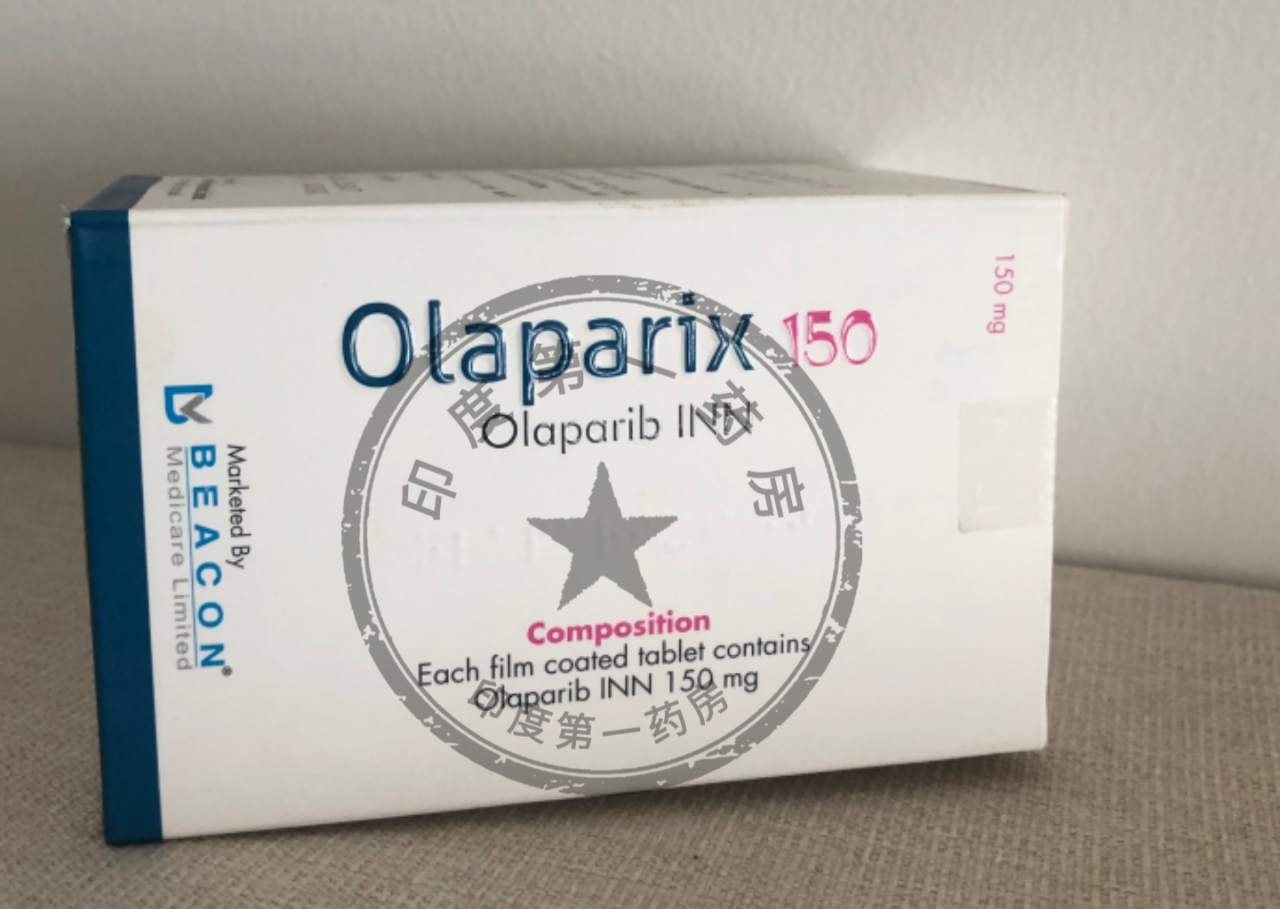 Olaparix 150
Olaparib INN
Composition
Each film coated tablet contains
Olaparib INN 150 mg
150 mg
Marketed By
BEACON®
Medicare Limited
印度第一药房
印度第一药房